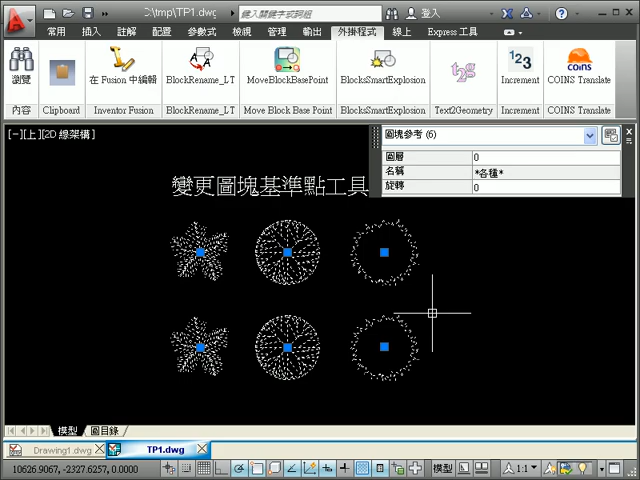 C:\tmp\TP1.dwg
鍵入關鍵字或詞組
登入
常用 插入 註解 配置 參數式 檢視 管理 輸出 外掛程式 線上 Express 工具
瀏覽 在 Fusion 中編輯 BlockRename_LT MoveBlockBasePoint BlocksSmartExplosion Increment COINS Translate
內容 Clipboard Inventor Fusion BlockRename_LT Move Block Base Point BlocksSmartExplosion Text2Geometry Increment COINS Translate
[−][上][2D 線架構]
圖塊參考 (6)
圖層 0
名稱 *各種*
旋轉 0
變更圖塊基準點工具
模型 圖目錄
Drawing1.dwg TP1.dwg
10626.9067, -2327.6257, 0.0000 模型 1:1